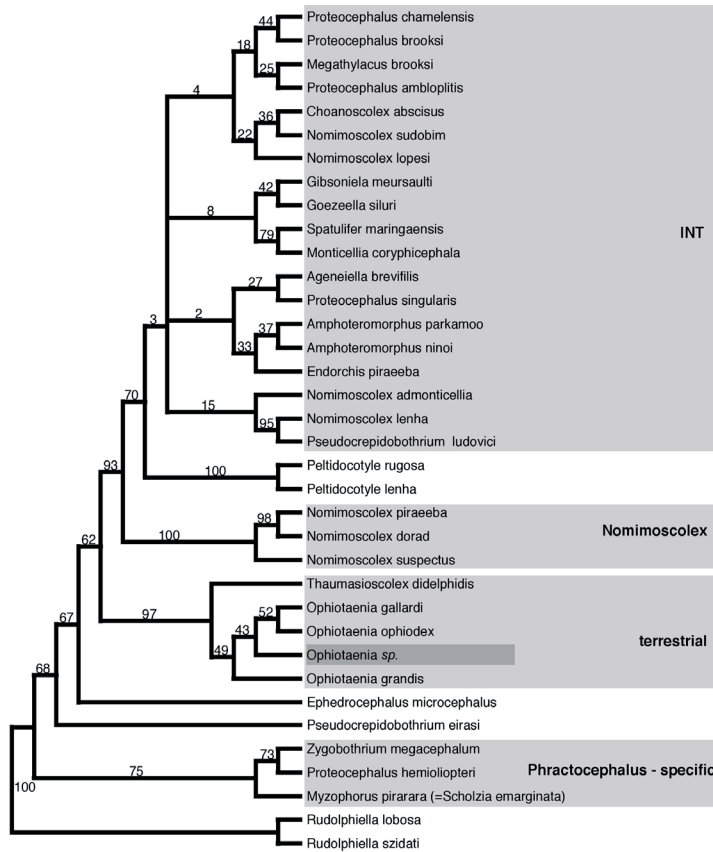 44 Proteocephalus chamelensis
18 Proteocephalus brooksi
Megathylacus brooksi
25 Proteocephalus ambloplitis
4
Choanoscolex abscisus
36
22 Nomimoscolex sudobim
Nomimoscolex lopesi
42 Gibsoniela meursaulti
8 Goezeella siluri
Spatulifer maringaensis
79 Monticellia coryphicephala
INT
27 Ageneiella brevifilis
Proteocephalus singularis
3 2 37 Amphoteromorphus parkamoo
33 Amphoteromorphus ninoi
Endorchis piraeeba
70 15 Nomimoscolex admonticellia
95 Nomimoscolex lenha
Pseudocrepidobothrium ludovici
93 100 Peltidocotyle rugosa
Peltidocotyle lenha
98 Nomimoscolex piraeeba
62 100 Nomimoscolex dorad Nomimoscolex
Nomimoscolex suspectus
Thaumasioscolex didelphidis
67 97 52 Ophiotaenia gallardi
43 Ophiotaenia ophiodex terrestrial
49 Ophiotaenia sp.
68 Ophiotaenia grandis
Ephedrocephalus microcephalus
Pseudocrepidobothrium eirasi
73 Zygobothrium megacephalum
75 Proteocephalus hemioliopteri Phractocephalus - specific
100 Myzophorus pirarara (=Scholzia emarginata)
Rudolphiella lobosa
Rudolphiella szidati